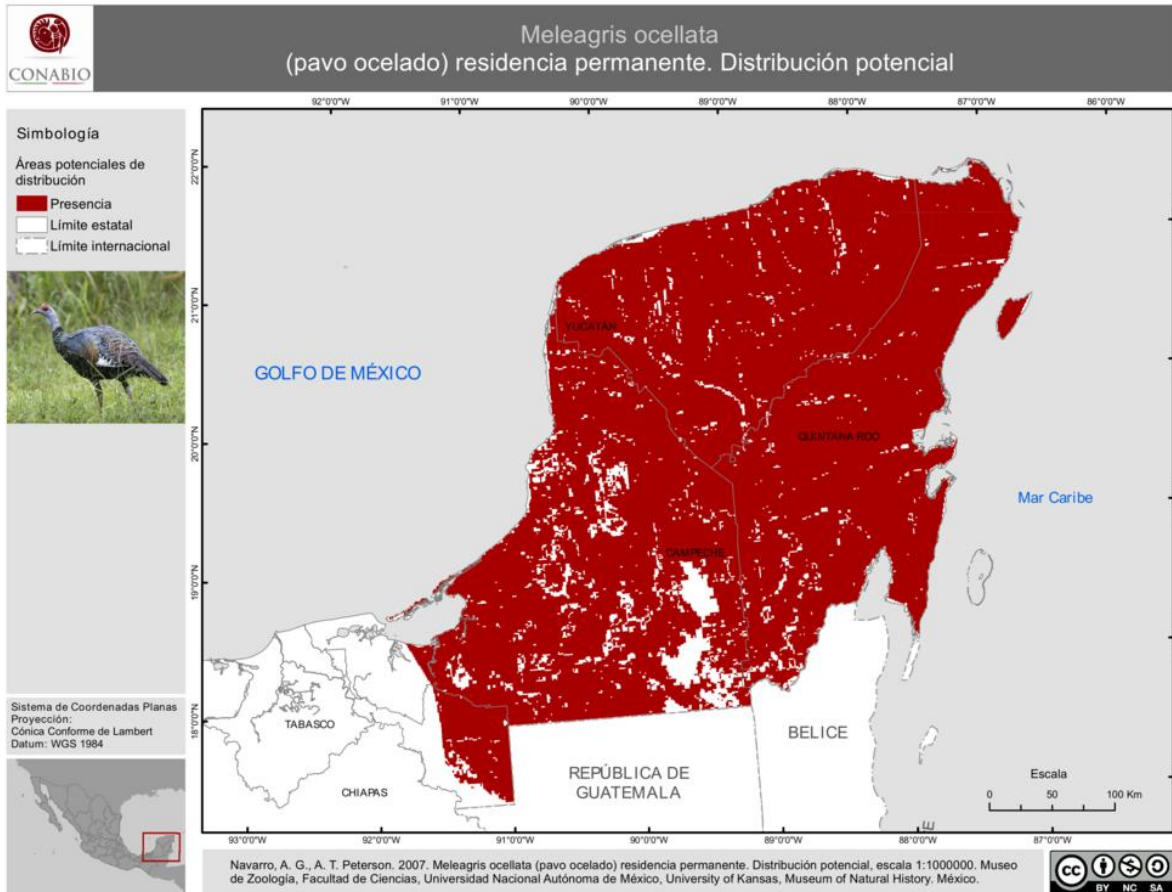 CONABIO
Meleagris ocellata
(pavo ocelado) residencia permanente. Distribución potencial
Simbología
Áreas potenciales de
distribución
Presencia
Límite estatal
Límite internacional
92°0'0"W 91°0'0"W 90°0'0"W 89°0'0"W 88°0'0"W 87°0'0"W 86°0'0"W
22°0'0"N
21°0'0"N
20°0'0"N
19°0'0"N
18°0'0"N
YUCATÁN
GOLFO DE MÉXICO
QUINTANA ROO
Mar Caribe
CAMPECHE
TABASCO
BELICE
REPÚBLICA DE
GUATEMALA
CHIAPAS
Escala
0 50 100 Km
E
93°0'0"W 92°0'0"W 91°0'0"W 90°0'0"W 89°0'0"W 88°0'0"W 87°0'0"W
Sistema de Coordenadas Planas
Proyección:
Cónica Conforme de Lambert
Datum: WGS 1984
Navarro, A. G., A. T. Peterson. 2007. Meleagris ocellata (pavo ocelado) residencia permanente. Distribución potencial, escala 1:1000000. Museo
de Zoología, Facultad de Ciencias, Universidad Nacional Autónoma de México, University of Kansas, Museum of Natural History. México.
cc
BY NC SA